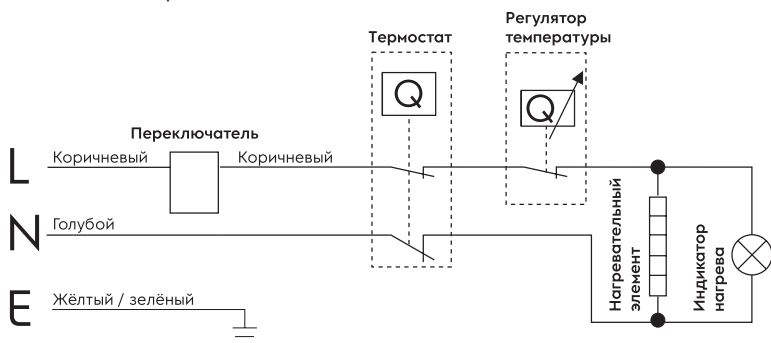 Регулятор
температуры
Термостат
Q
Q
Переключатель
L
Коричневый
Коричневый
N
Голубой
E
Жёлтый / зелёный
Нагревательный
элемент
Индикатор
нагрева